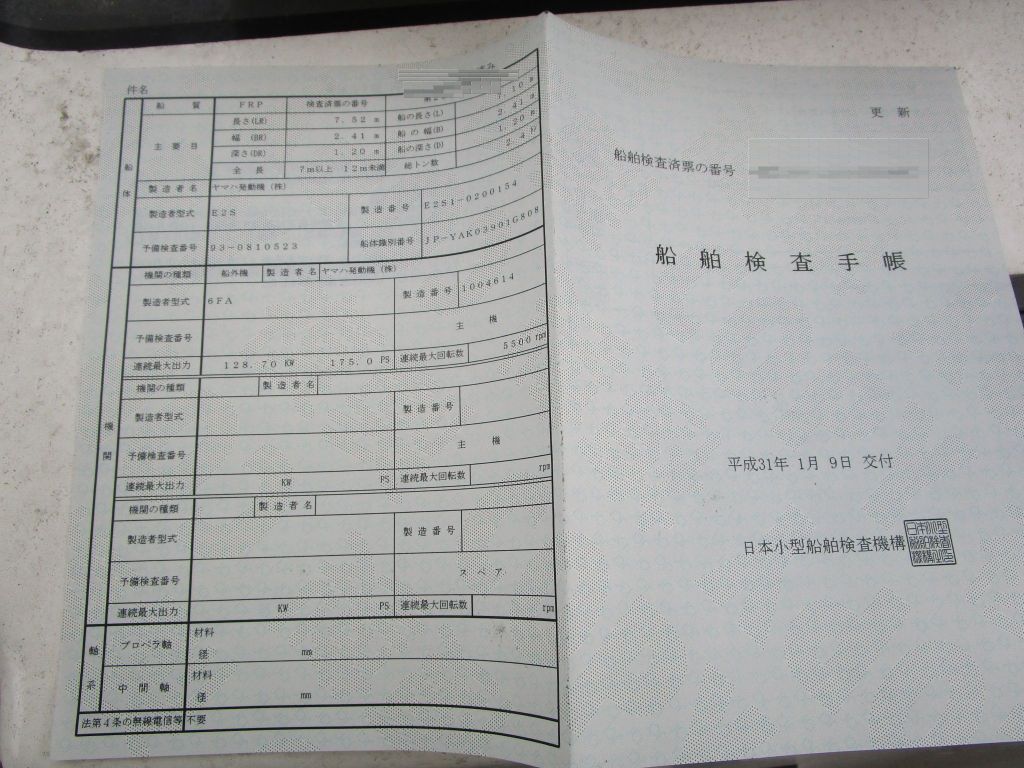 件名
船質 FRP 検査済票の番号
船体 主要目 長さ(LR) 7.52 m 船の長さ(L)
幅(BR) 2.41 m 船の幅(B) 2.41 m
深さ(DR) 1.20 m 船の深さ(D) 1.20 m
全長 7m以上 12m未満 総トン数
製造者名 ヤマハ発動機(株)
製造者型式 E2S 製造番号 E2S1-0200154
予備検査番号 93-0810523 船体識別番号 JP-YAK03901G808
機関 機関の種類 船外機 製造者名 ヤマハ発動機(株)
製造者型式 6FA 製造番号 1004614
予備検査番号 主機
連続最大出力 128.70 KW 175.0 PS 連続最大回転数 5500 rpm
機関の種類 製造者名
製造者型式 製造番号
予備検査番号 主機
連続最大出力 KW PS 連続最大回転数 rpm
機関の種類 製造者名
製造者型式 製造番号
予備検査番号 スペア
連続最大出力 KW PS 連続最大回転数 rpm
軸系 プロペラ軸 材料
径 mm
中間軸 材料
径 mm
法第4条の無線電信等 不要
更新
船舶検査済票の番号
船舶検査手帳
平成31年 1月 9日 交付
日本小型船舶検査機構